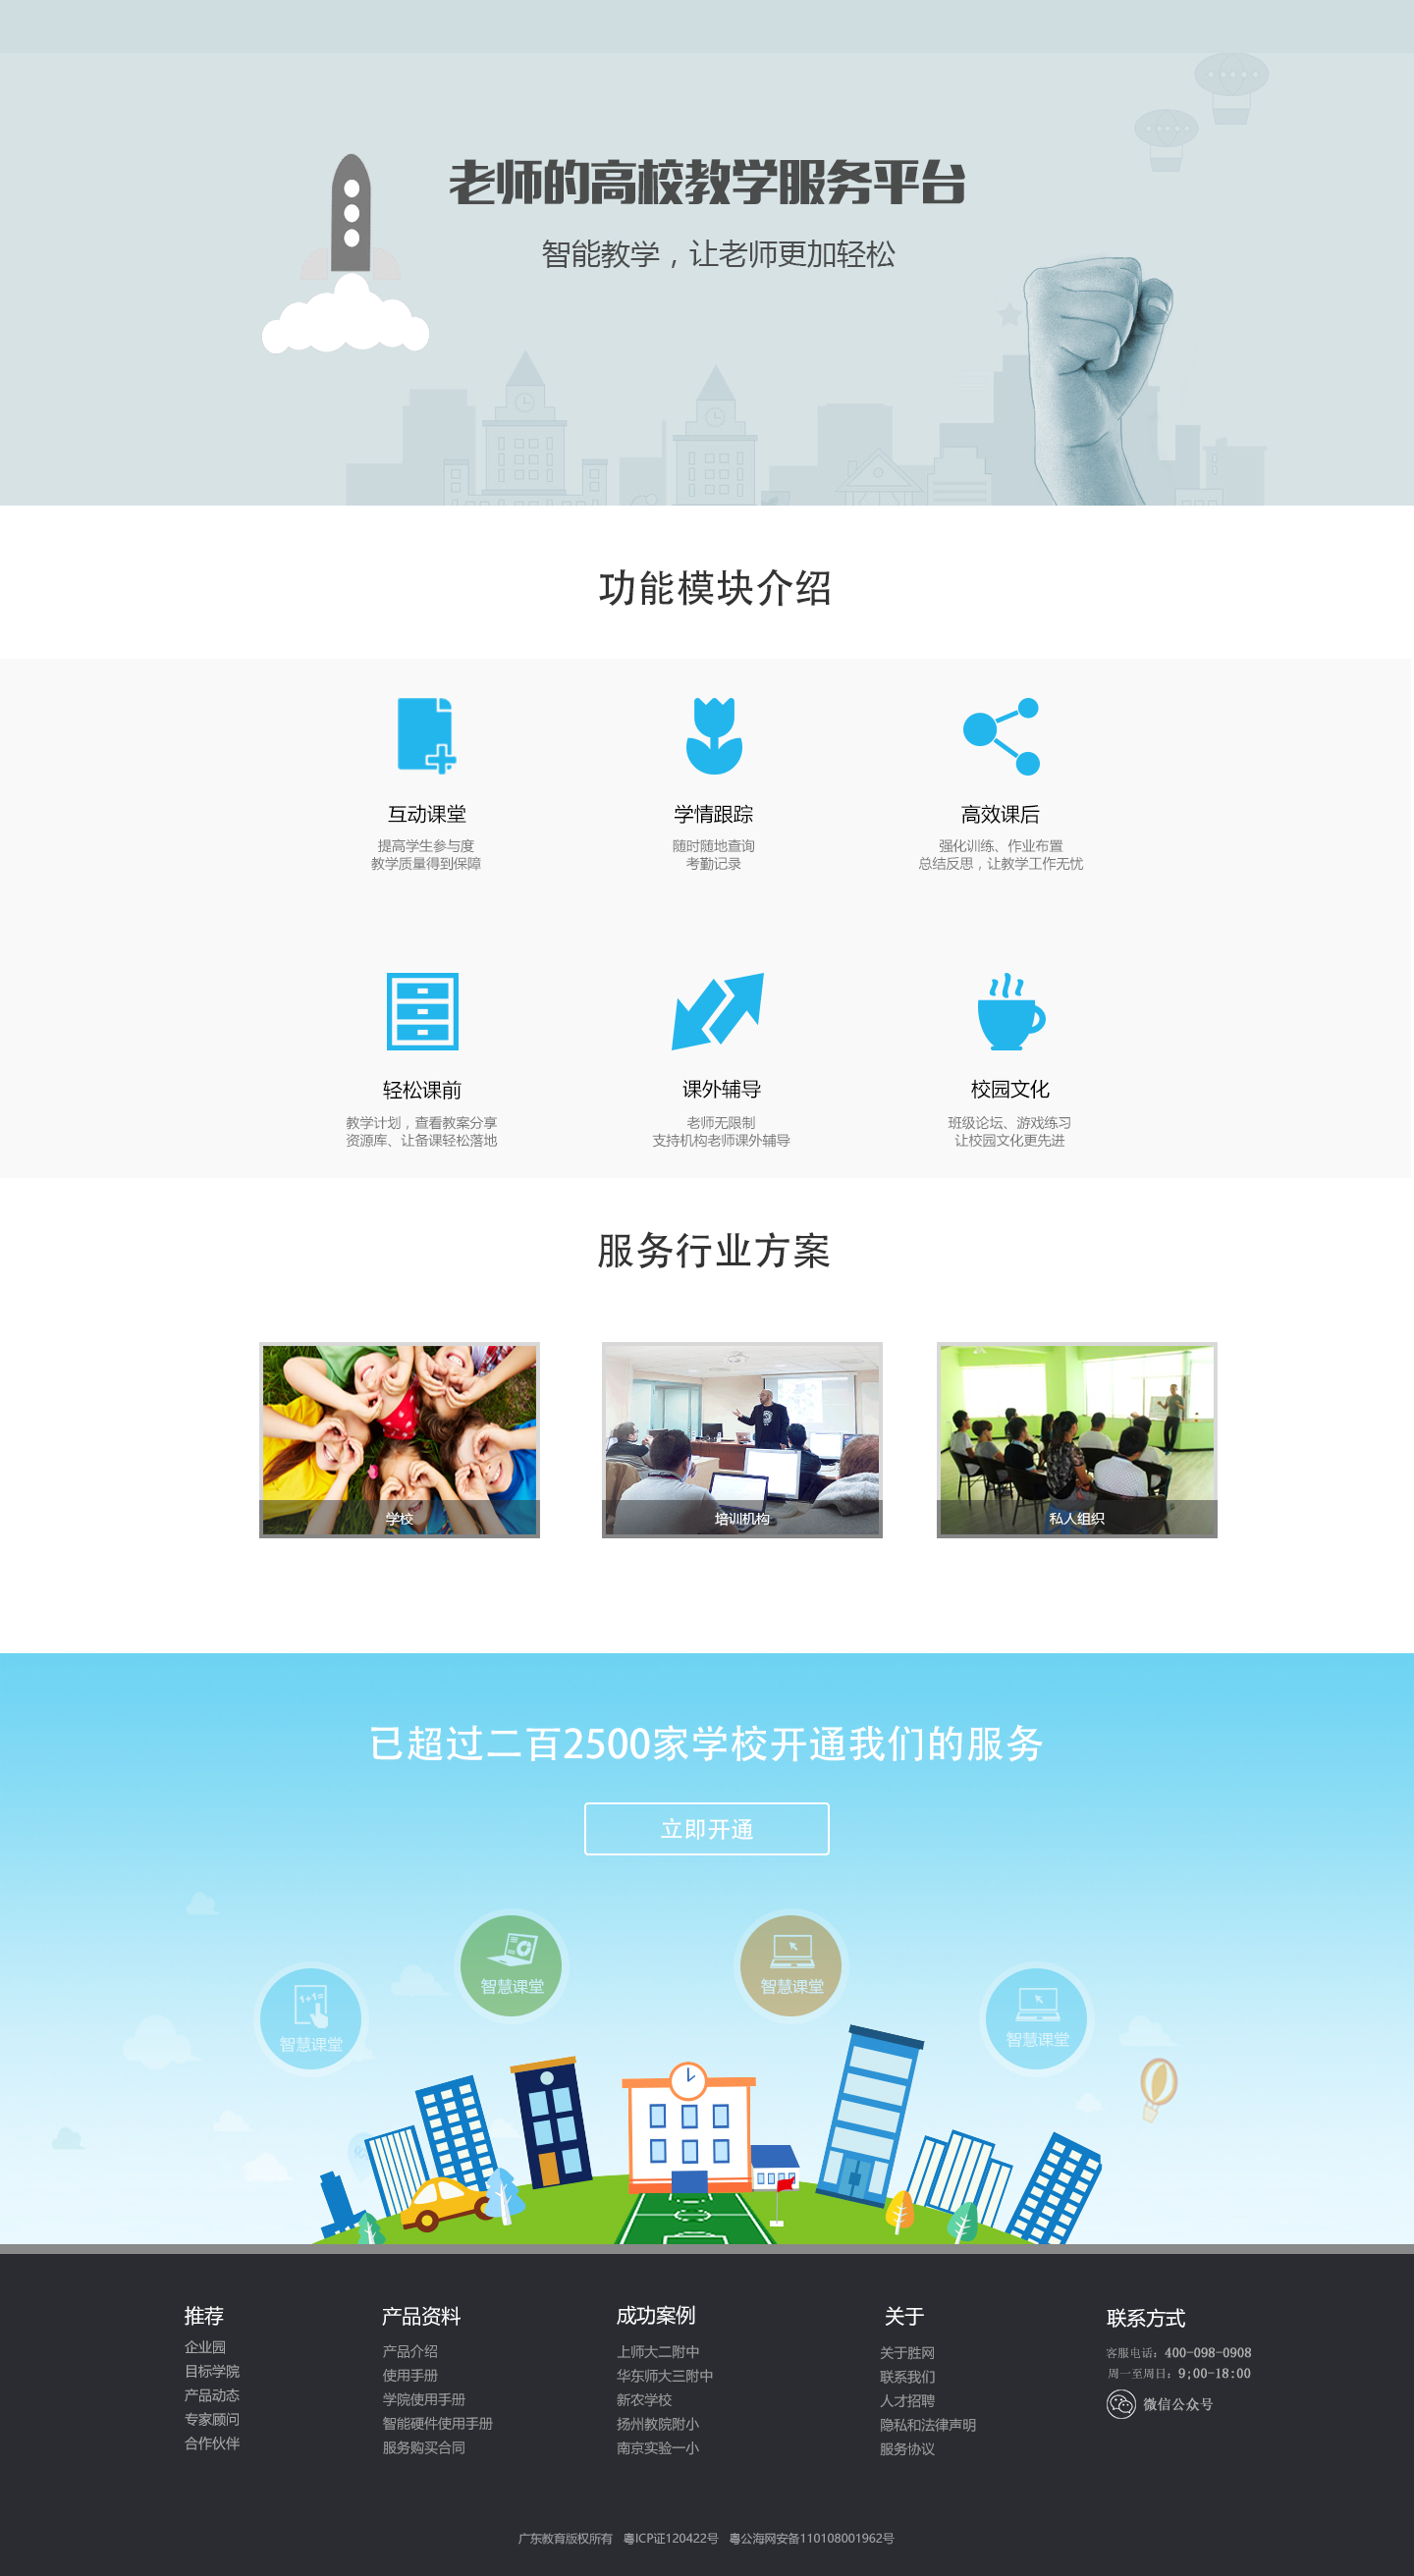 老师的高校教学服务平台
智能教学，让老师更加轻松
功能模块介绍
互动课堂
提高学生参与度
教学质量得到保障
学情跟踪
随时随地查询
考勤记录
高效课后
强化训练、作业布置
总结反思，让教学工作无忧
轻松课前
教学计划，查看教案分享
资源库、让备课轻松落地
课外辅导
老师无限制
支持机构老师课外辅导
校园文化
班级论坛、游戏练习
让校园文化更先进
服务行业方案
学校
培训机构
私人组织
已超过二百2500家学校开通我们的服务
立即开通
1+1=
智慧课堂
智慧课堂
智慧课堂
智慧课堂
推荐
企业园
目标学院
产品动态
专家顾问
合作伙伴
产品资料
产品介绍
使用手册
学院使用手册
智能硬件使用手册
服务购买合同
成功案例
上师大二附中
华东师大三附中
新农学校
扬州教院附小
南京实验一小
关于
关于胜网
联系我们
人才招聘
隐私和法律声明
服务协议
联系方式
客服电话：400-098-0908
周一至周日：9;00-18:00
微信公众号
广东教育版权所有 粤ICP证120422号 粤公海网安备110108001962号